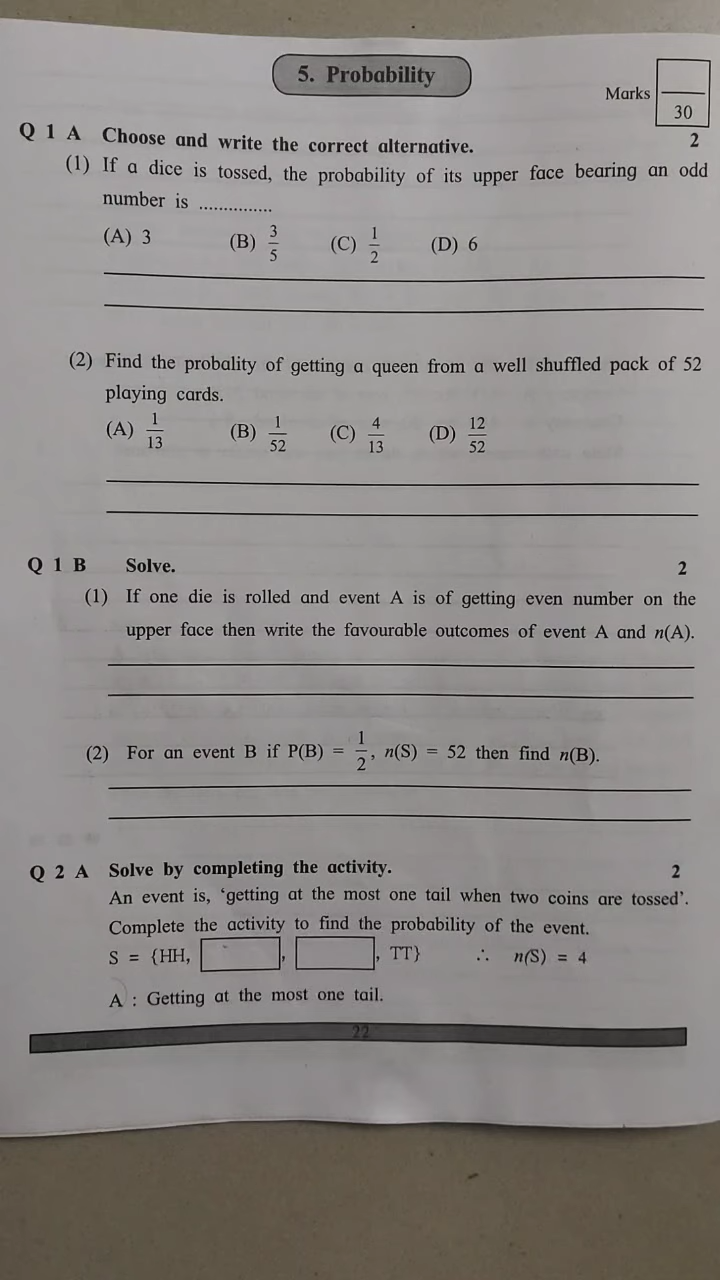 5. Probability
Marks
30
Q 1 A Choose and write the correct alternative. 2
(1) If a dice is tossed, the probability of its upper face bearing an odd
number is ...............
(A) 3 (B) 3/5 (C) 1/2 (D) 6
(2) Find the probality of getting a queen from a well shuffled pack of 52
playing cards.
(A) 1/13 (B) 1/52 (C) 4/13 (D) 12/52
Q 1 B Solve. 2
(1) If one die is rolled and event A is of getting even number on the
upper face then write the favourable outcomes of event A and n(A).
(2) For an event B if P(B) = 1/2, n(S) = 52 then find n(B).
Q 2 A Solve by completing the activity. 2
An event is, 'getting at the most one tail when two coins are tossed'.
Complete the activity to find the probability of the event.
S = {HH, , , TT} ∴ n(S) = 4
A : Getting at the most one tail.
22